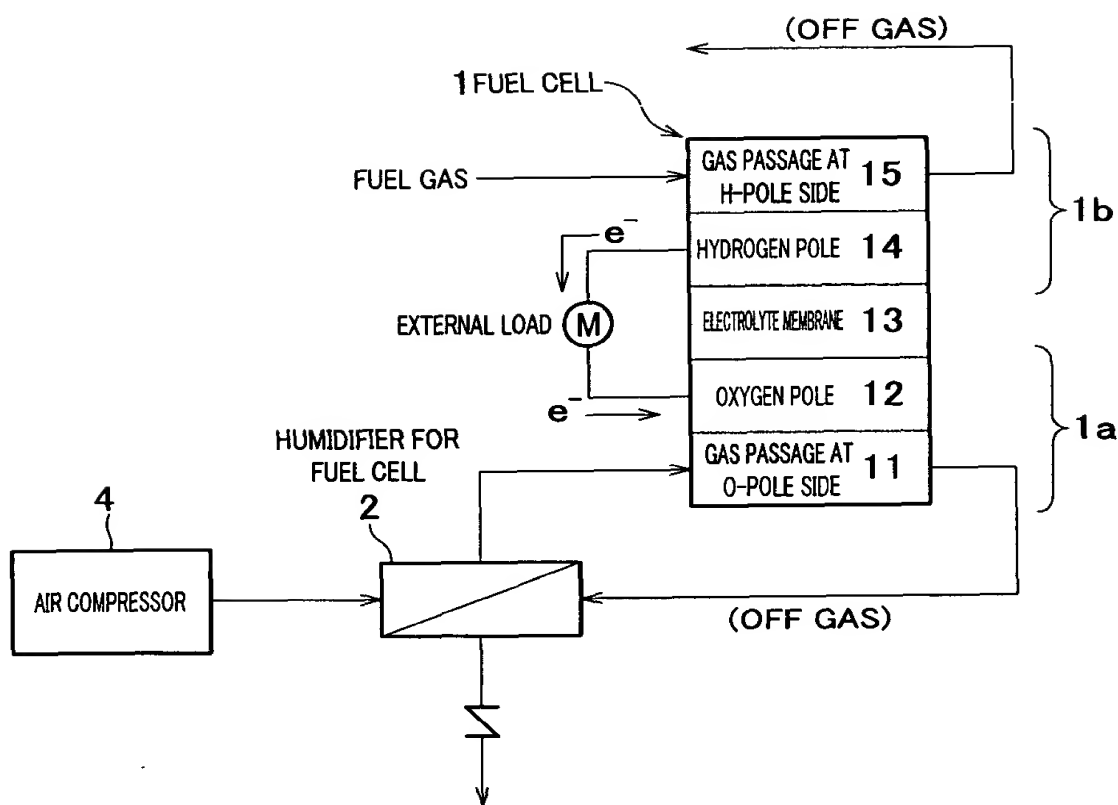 (OFF GAS)
1 FUEL CELL
GAS PASSAGE AT
H-POLE SIDE
15
FUEL GAS
1b
e⁻
HYDROGEN POLE 14
EXTERNAL LOAD
M
ELECTROLYTE MEMBRANE 13
e⁻
OXYGEN POLE 12
1a
GAS PASSAGE AT
O-POLE SIDE
11
HUMIDIFIER FOR
FUEL CELL
2
4
AIR COMPRESSOR
(OFF GAS)